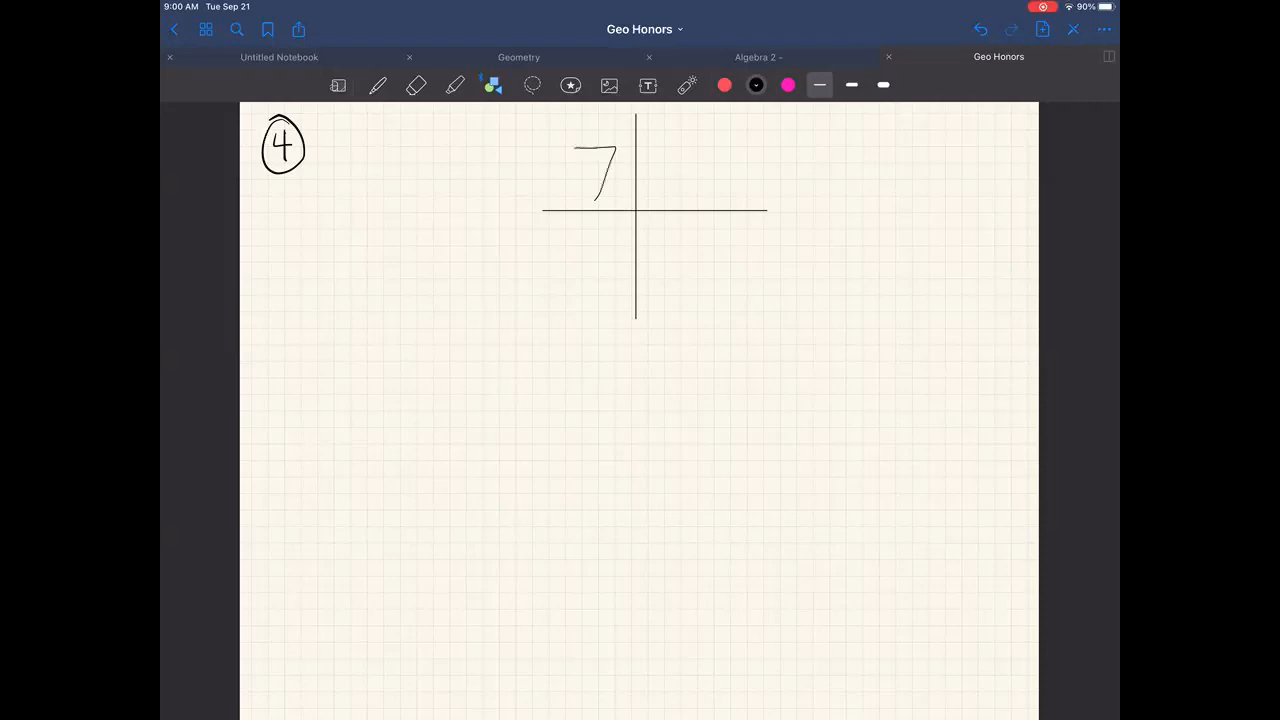 9:00 AM Tue Sep 21 90%
Geo Honors
Untitled Notebook Geometry Algebra 2 - Geo Honors
T
4
7